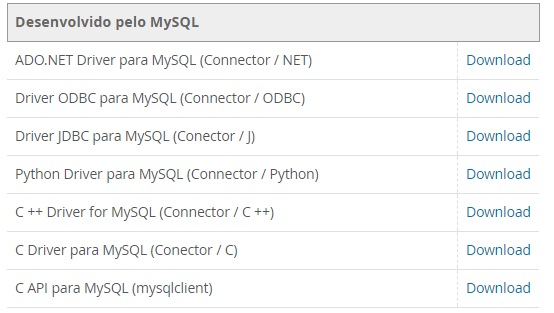 Desenvolvido pelo MySQL
ADO.NET Driver para MySQL (Connector / NET) Download
Driver ODBC para MySQL (Connector / ODBC) Download
Driver JDBC para MySQL (Conector / J) Download
Python Driver para MySQL (Connector / Python) Download
C ++ Driver for MySQL (Connector / C ++) Download
C Driver para MySQL (Conector / C) Download
C API para MySQL (mysqlclient) Download